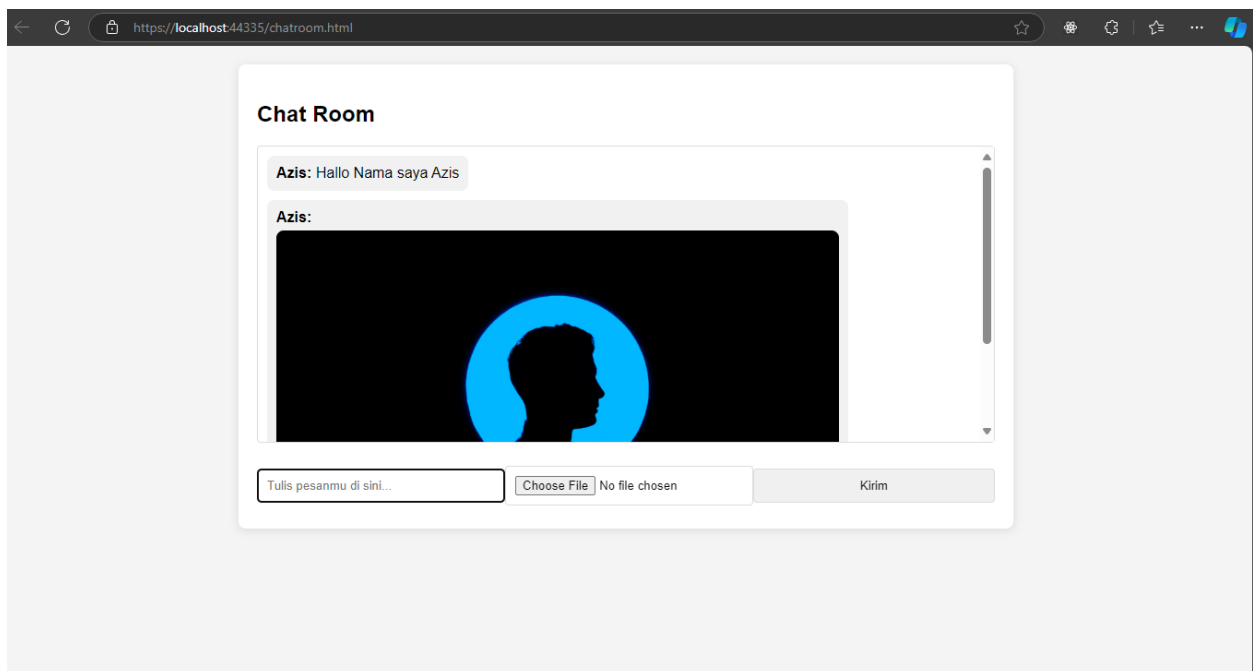 https://localhost:44335/chatroom.html
Chat Room
Azis: Hallo Nama saya Azis
Azis:
Tulis pesanmu di sini...
Choose File No file chosen
Kirim